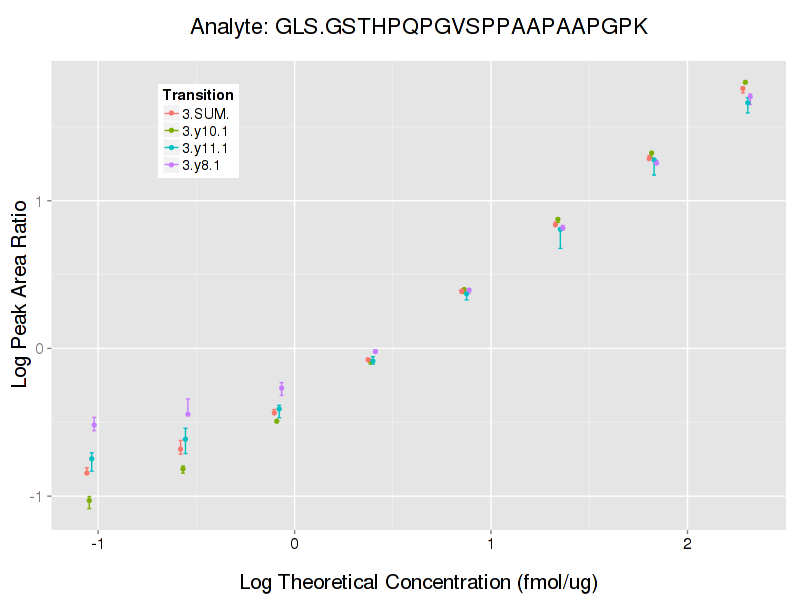 Analyte: GLS.GSTHPQPGVSPPAAPAAPGPK
Transition
3.SUM.
3.y10.1
3.y11.1
3.y8.1
Log Peak Area Ratio
1
0
-1
-1 0 1 2
Log Theoretical Concentration (fmol/ug)